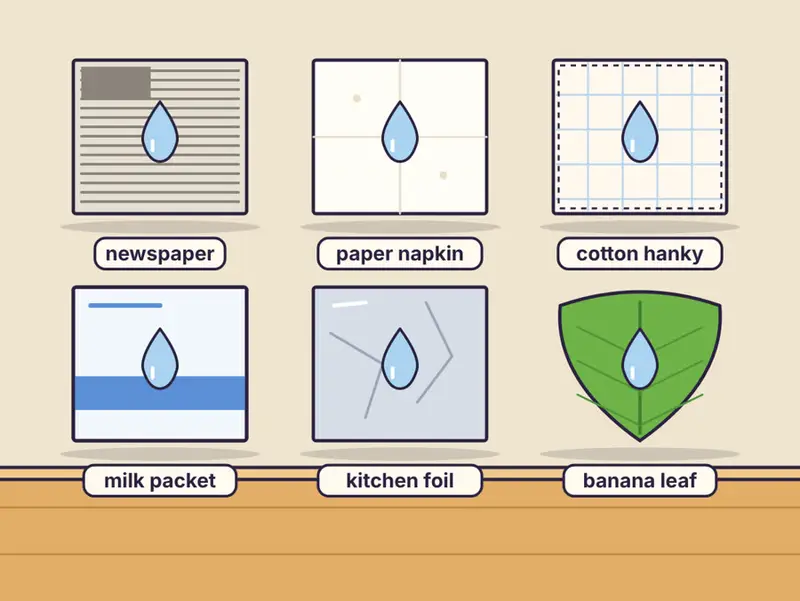 newspaper
paper napkin
cotton hanky
milk packet
kitchen foil
banana leaf